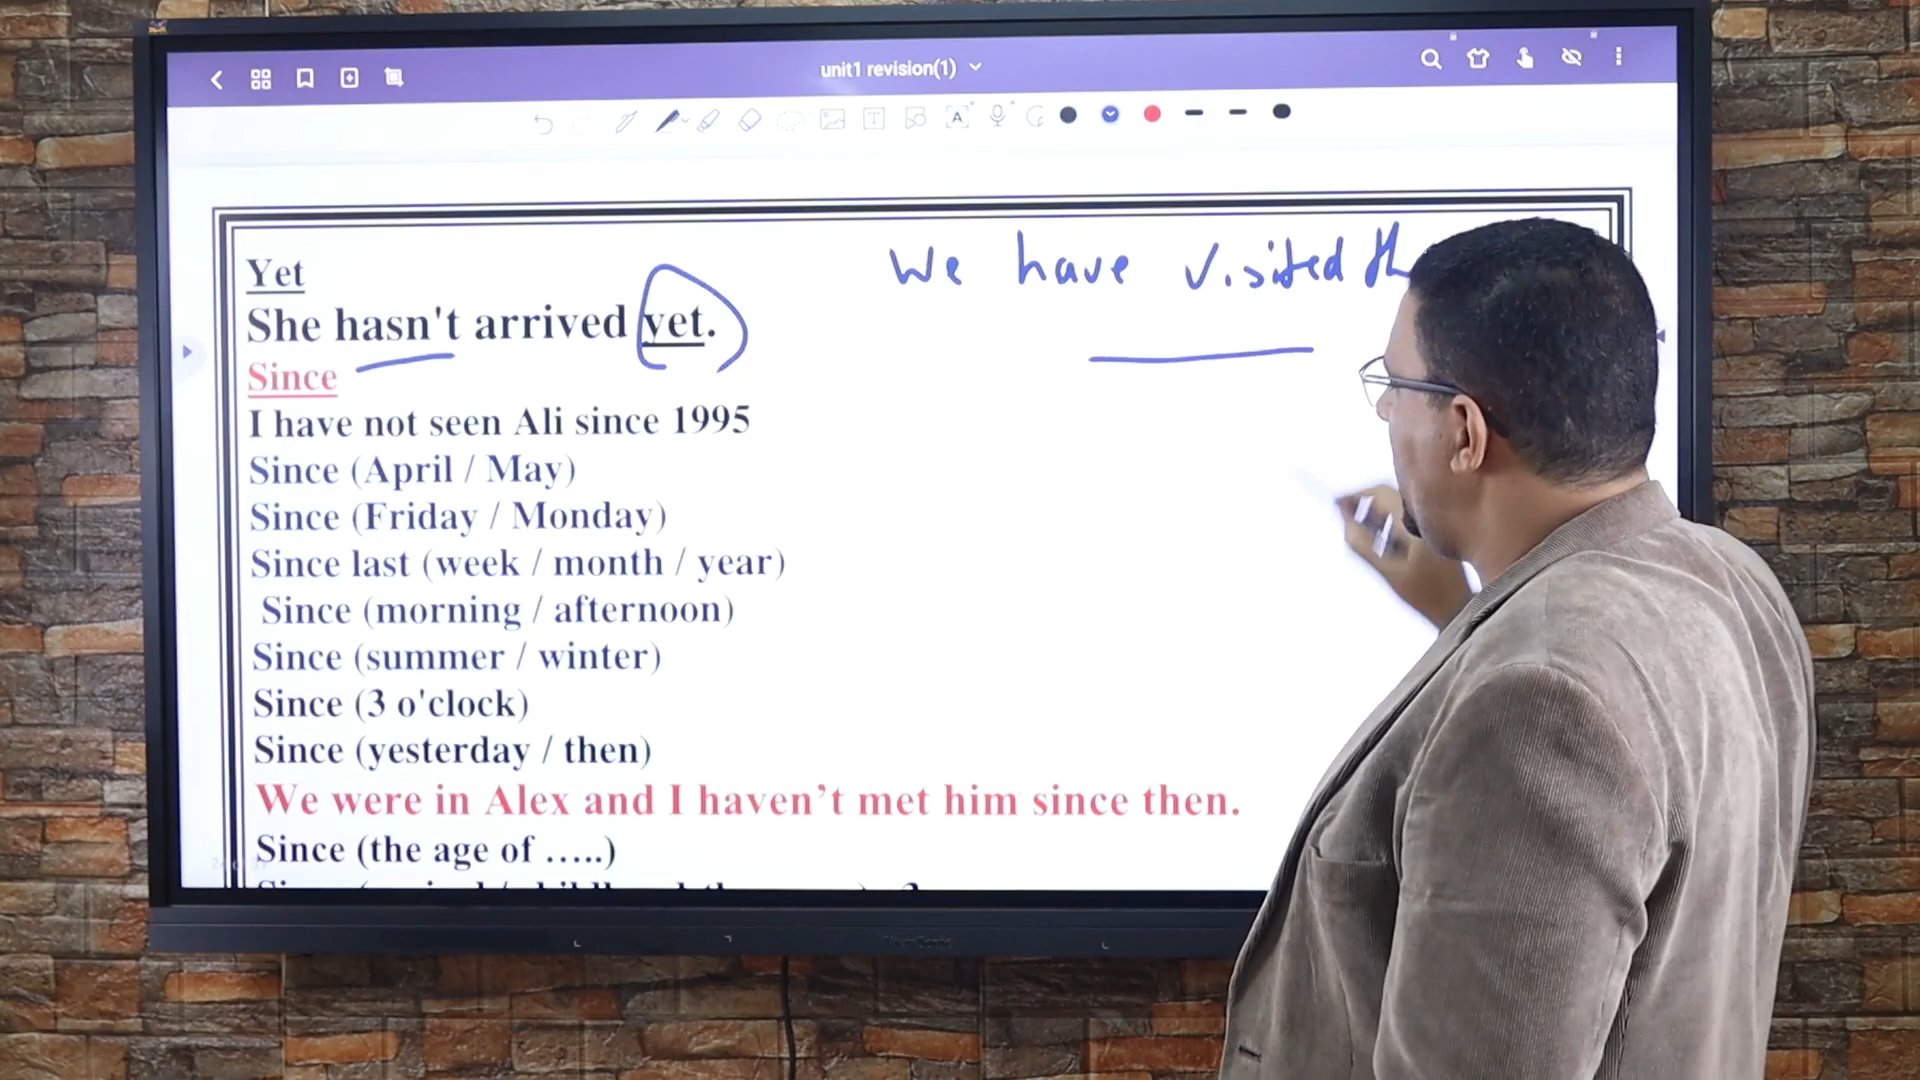 unit1 revision(1)
We have visited
Yet
She hasn't arrived yet.
Since
I have not seen Ali since 1995
Since (April / May)
Since (Friday / Monday)
Since last (week / month / year)
Since (morning / afternoon)
Since (summer / winter)
Since (3 o'clock)
Since (yesterday / then)
We were in Alex and I haven’t met him since then.
Since (the age of …..)
ViewSonic